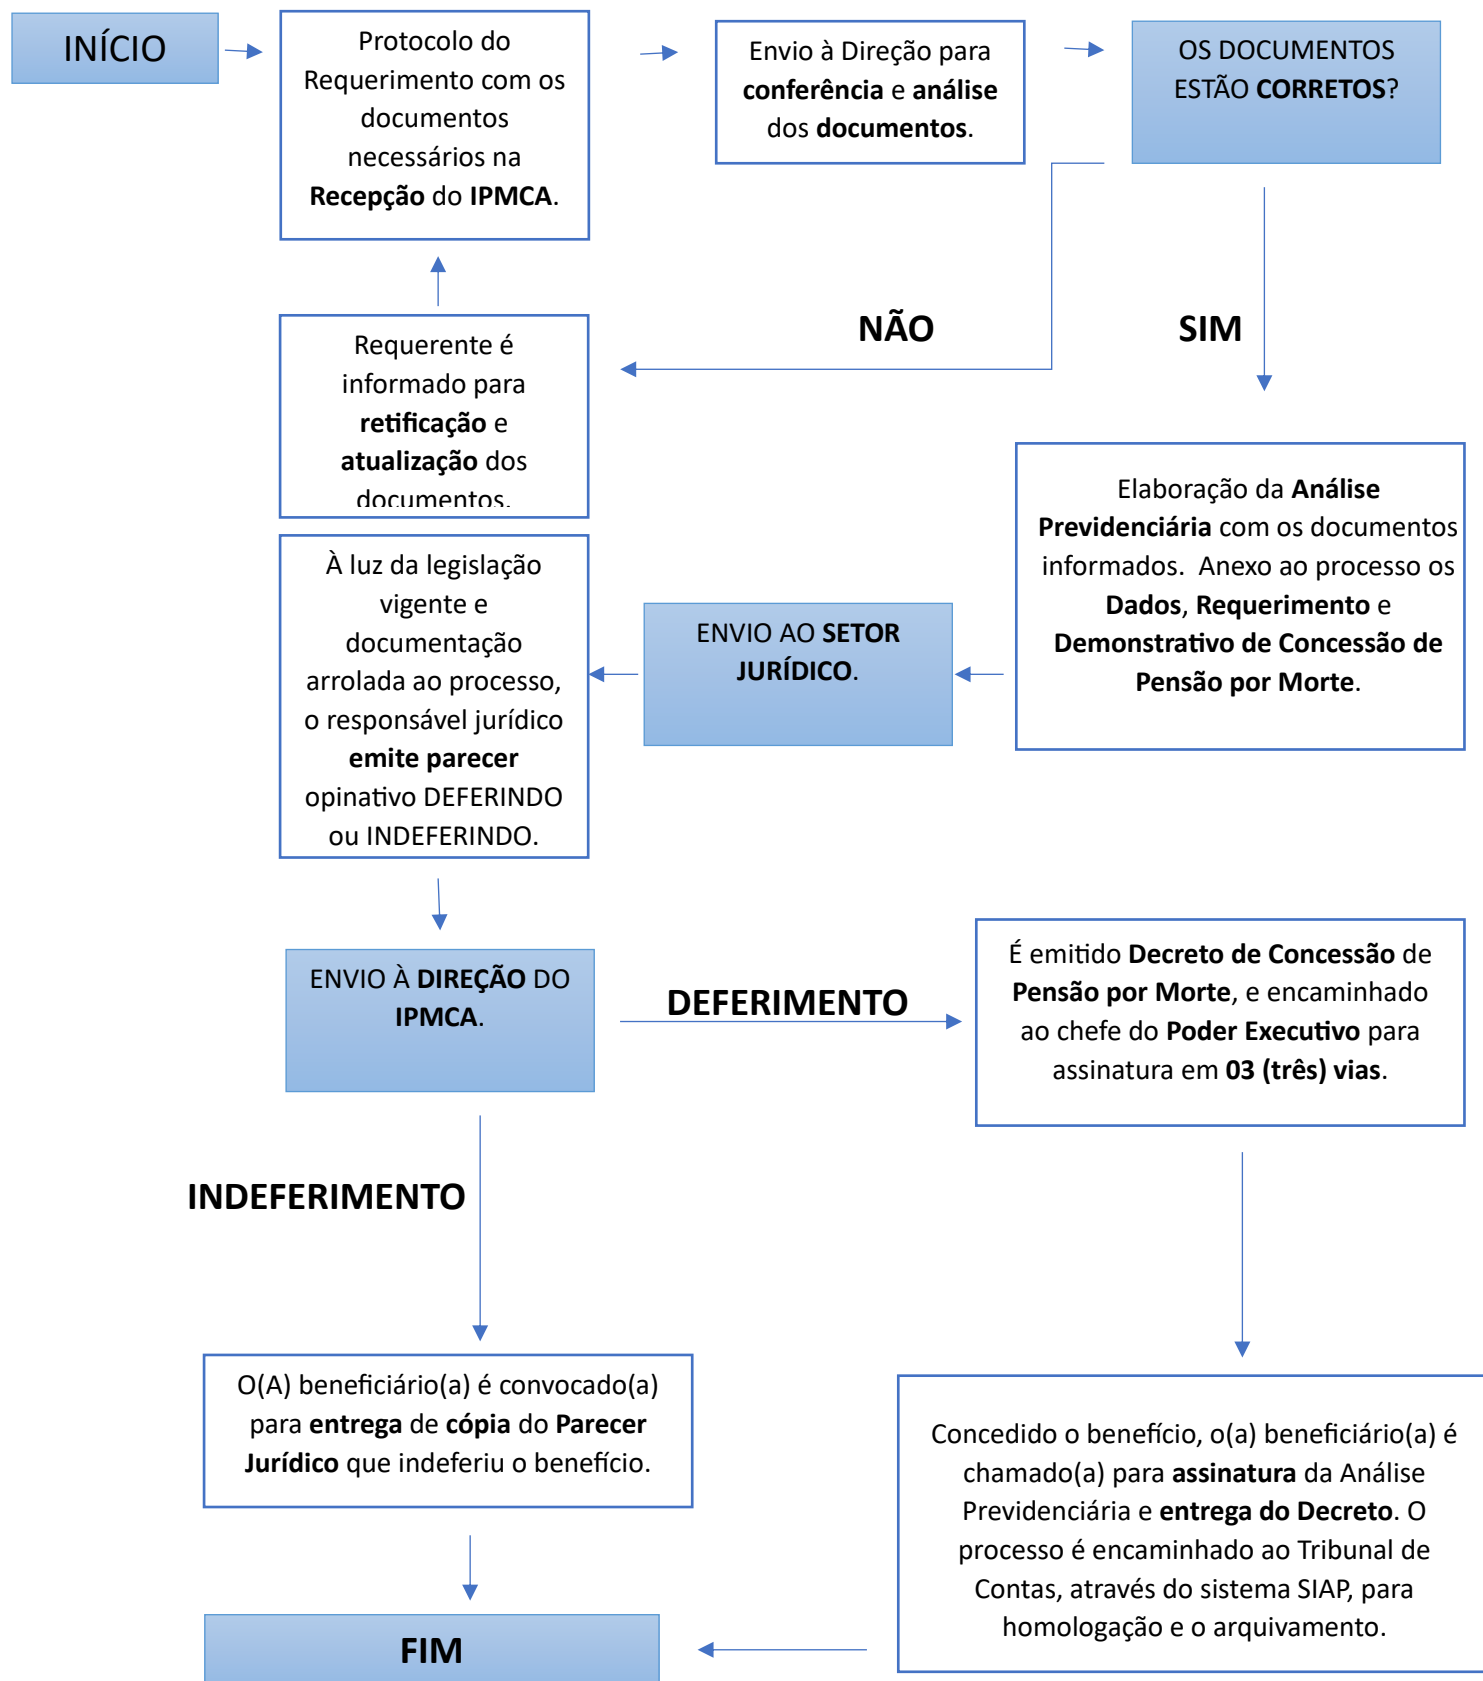 INÍCIO
Protocolo do
Requerimento com os
documentos
necessários na
Recepção do IPMCA.
Envio à Direção para
conferência e análise
dos documentos.
OS DOCUMENTOS
ESTÃO CORRETOS?
NÃO
SIM
Requerente é
informado para
retificação e
atualização dos
documentos.
Elaboração da Análise
Previdenciária com os documentos
informados.  Anexo ao processo os
Dados, Requerimento e
Demonstrativo de Concessão de
Pensão por Morte.
ENVIO AO SETOR
JURÍDICO.
À luz da legislação
vigente e
documentação
arrolada ao processo,
o responsável jurídico
emite parecer
opinativo DEFERINDO
ou INDEFERINDO.
ENVIO À DIREÇÃO DO
IPMCA.
DEFERIMENTO
É emitido Decreto de Concessão de
Pensão por Morte, e encaminhado
ao chefe do Poder Executivo para
assinatura em 03 (três) vias.
INDEFERIMENTO
O(A) beneficiário(a) é convocado(a)
para entrega de cópia do Parecer
Jurídico que indeferiu o benefício.
Concedido o benefício, o(a) beneficiário(a) é
chamado(a) para assinatura da Análise
Previdenciária e entrega do Decreto. O
processo é encaminhado ao Tribunal de
Contas, através do sistema SIAP, para
homologação e o arquivamento.
FIM